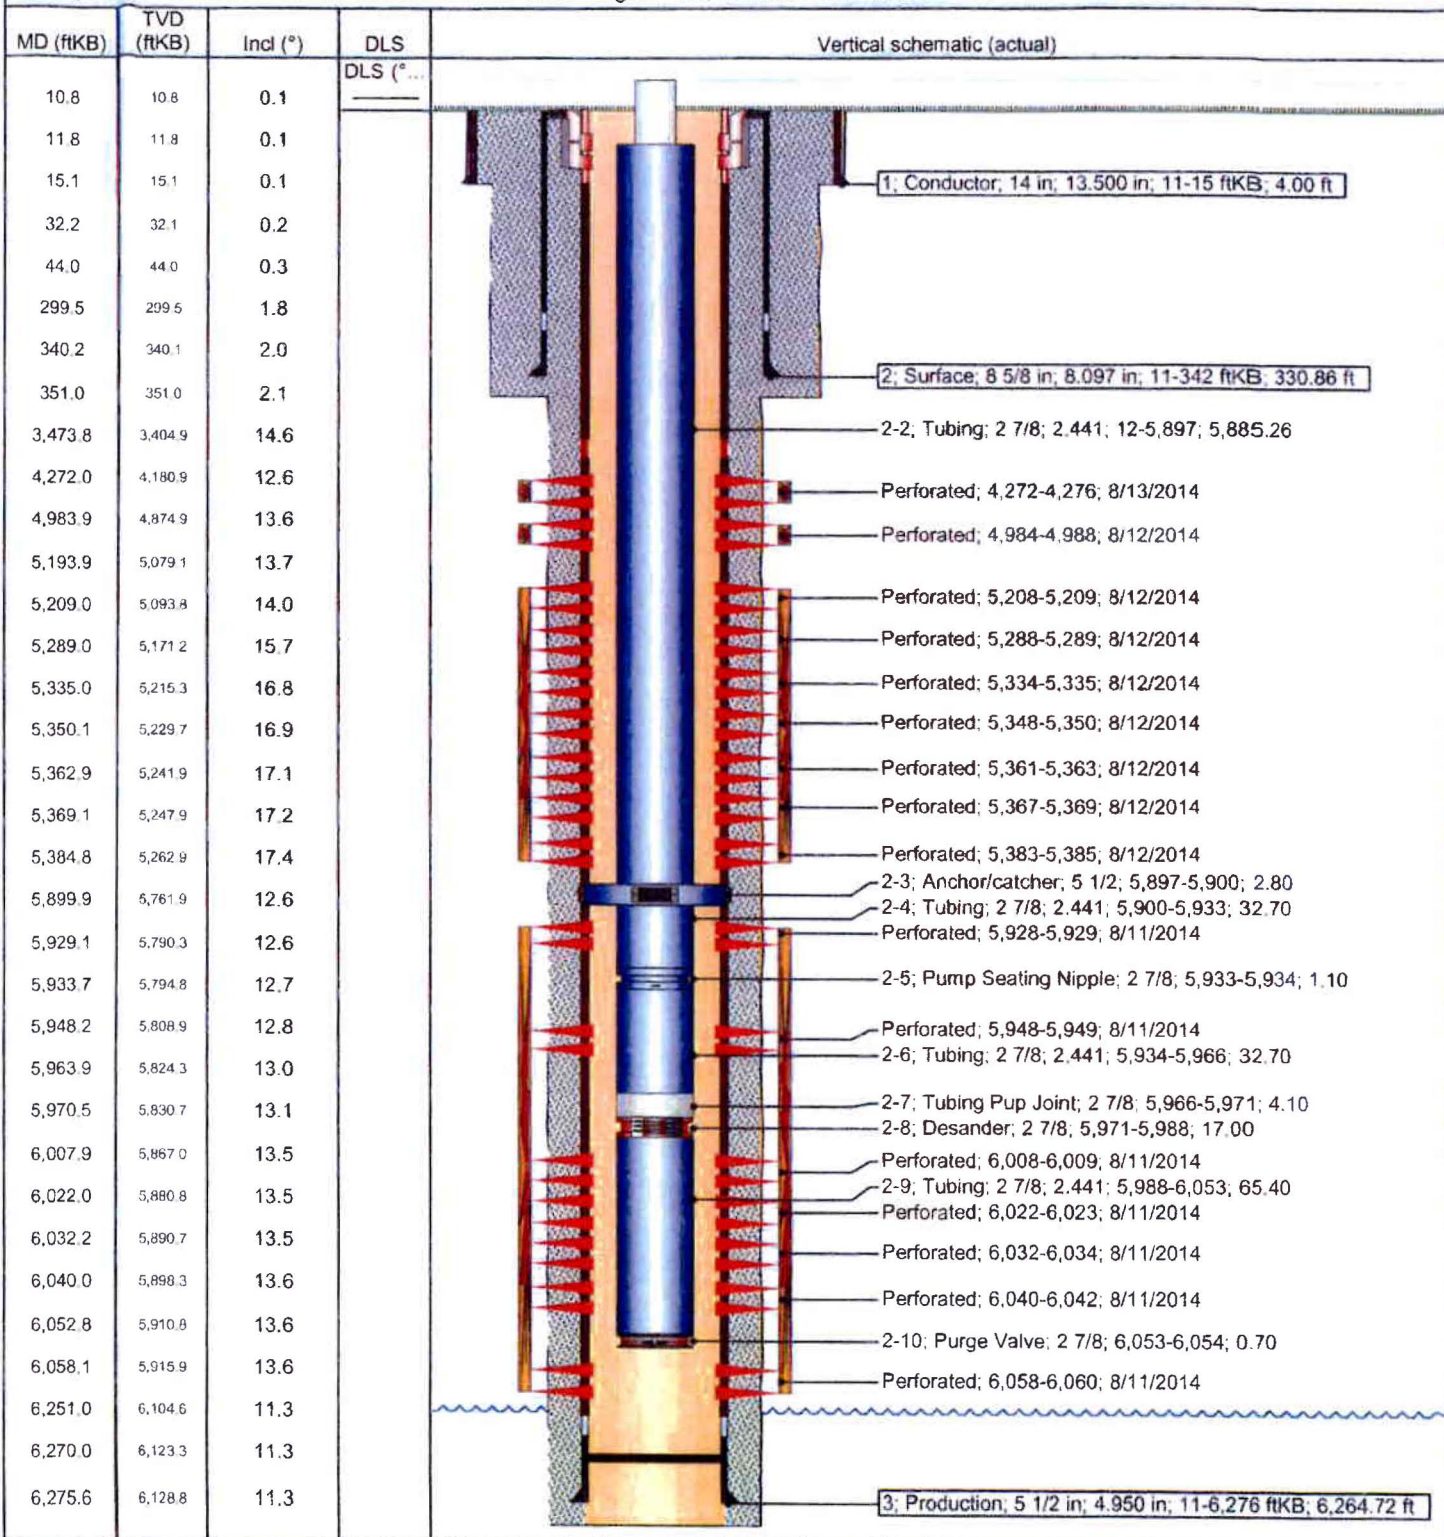 MD (ftKB) TVD (ftKB) Incl (°) DLS Vertical schematic (actual)
DLS (°...
10.8 10.8 0.1
11.8 11.8 0.1
15.1 15.1 0.1
1; Conductor; 14 in; 13.500 in; 11-15 ftKB; 4.00 ft
32.2 32.1 0.2
44.0 44.0 0.3
299.5 299.5 1.8
340.2 340.1 2.0
351.0 351.0 2.1
2; Surface; 8 5/8 in; 8.097 in; 11-342 ftKB; 330.86 ft
3,473.8 3,404.9 14.6
2-2; Tubing; 2 7/8; 2.441; 12-5,897; 5,885.26
4,272.0 4,180.9 12.6
Perforated; 4,272-4,276; 8/13/2014
4,983.9 4,874.9 13.6
Perforated; 4,984-4,988; 8/12/2014
5,193.9 5,079.1 13.7
5,209.0 5,093.8 14.0
Perforated; 5,208-5,209; 8/12/2014
5,289.0 5,171.2 15.7
Perforated; 5,288-5,289; 8/12/2014
5,335.0 5,215.3 16.8
Perforated; 5,334-5,335; 8/12/2014
5,350.1 5,229.7 16.9
Perforated; 5,348-5,350; 8/12/2014
5,362.9 5,241.9 17.1
Perforated; 5,361-5,363; 8/12/2014
5,369.1 5,247.9 17.2
Perforated; 5,367-5,369; 8/12/2014
5,384.8 5,262.9 17.4
Perforated; 5,383-5,385; 8/12/2014
2-3; Anchor/catcher; 5 1/2; 5,897-5,900; 2.80
5,899.9 5,761.9 12.6
2-4; Tubing; 2 7/8; 2.441; 5,900-5,933; 32.70
5,929.1 5,790.3 12.6
Perforated; 5,928-5,929; 8/11/2014
5,933.7 5,794.8 12.7
2-5; Pump Seating Nipple; 2 7/8; 5,933-5,934; 1.10
5,948.2 5,808.9 12.8
Perforated; 5,948-5,949; 8/11/2014
2-6; Tubing; 2 7/8; 2.441; 5,934-5,966; 32.70
5,963.9 5,824.3 13.0
5,970.5 5,830.7 13.1
2-7; Tubing Pup Joint; 2 7/8; 5,966-5,971; 4.10
2-8; Desander; 2 7/8; 5,971-5,988; 17.00
6,007.9 5,867.0 13.5
Perforated; 6,008-6,009; 8/11/2014
2-9; Tubing; 2 7/8; 2.441; 5,988-6,053; 65.40
6,022.0 5,880.8 13.5
Perforated; 6,022-6,023; 8/11/2014
6,032.2 5,890.7 13.5
Perforated; 6,032-6,034; 8/11/2014
6,040.0 5,898.3 13.6
Perforated; 6,040-6,042; 8/11/2014
6,052.8 5,910.8 13.6
2-10; Purge Valve; 2 7/8; 6,053-6,054; 0.70
6,058.1 5,915.9 13.6
Perforated; 6,058-6,060; 8/11/2014
6,251.0 6,104.6 11.3
6,270.0 6,123.3 11.3
6,275.6 6,128.8 11.3
3; Production; 5 1/2 in; 4.950 in; 11-6,276 ftKB; 6,264.72 ft